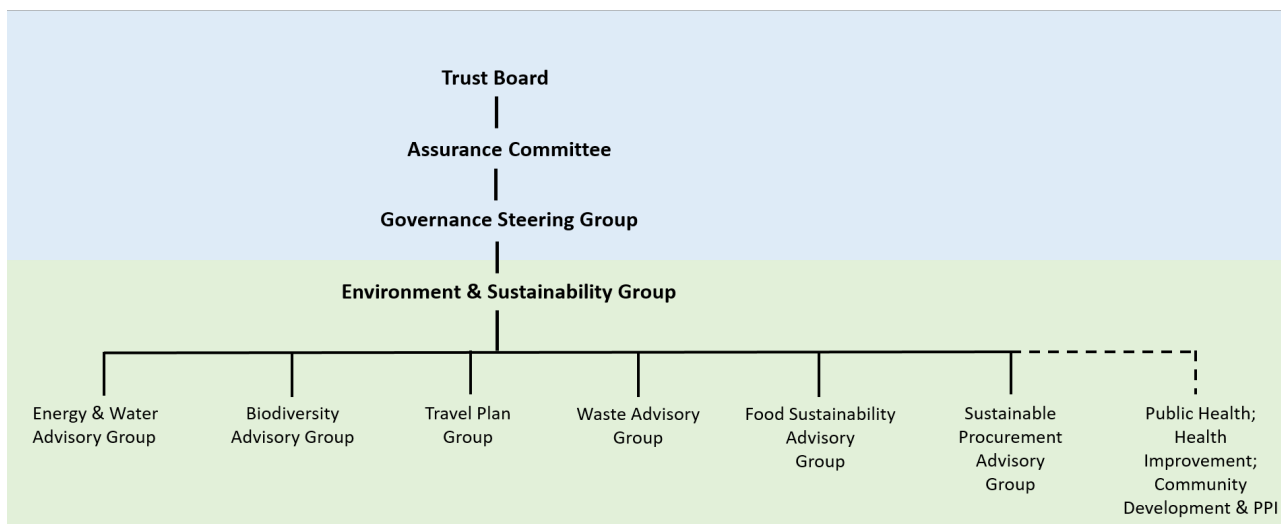 Trust Board
Assurance Committee
Governance Steering Group
Environment & Sustainability Group
Energy & Water
Advisory Group
Biodiversity
Advisory Group
Travel Plan
Group
Waste Advisory
Group
Food Sustainability
Advisory
Group
Sustainable
Procurement
Advisory
Group
Public Health;
Health
Improvement;
Community
Development & PPI